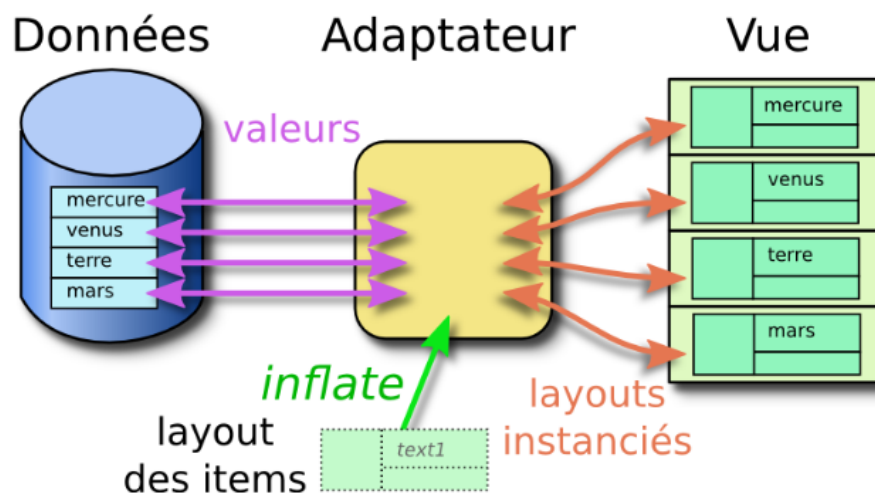 Données
Adaptateur
Vue
valeurs
mercure
venus
terre
mars
mercure
venus
terre
mars
inflate
layout
des items
text1
layouts
instanciés